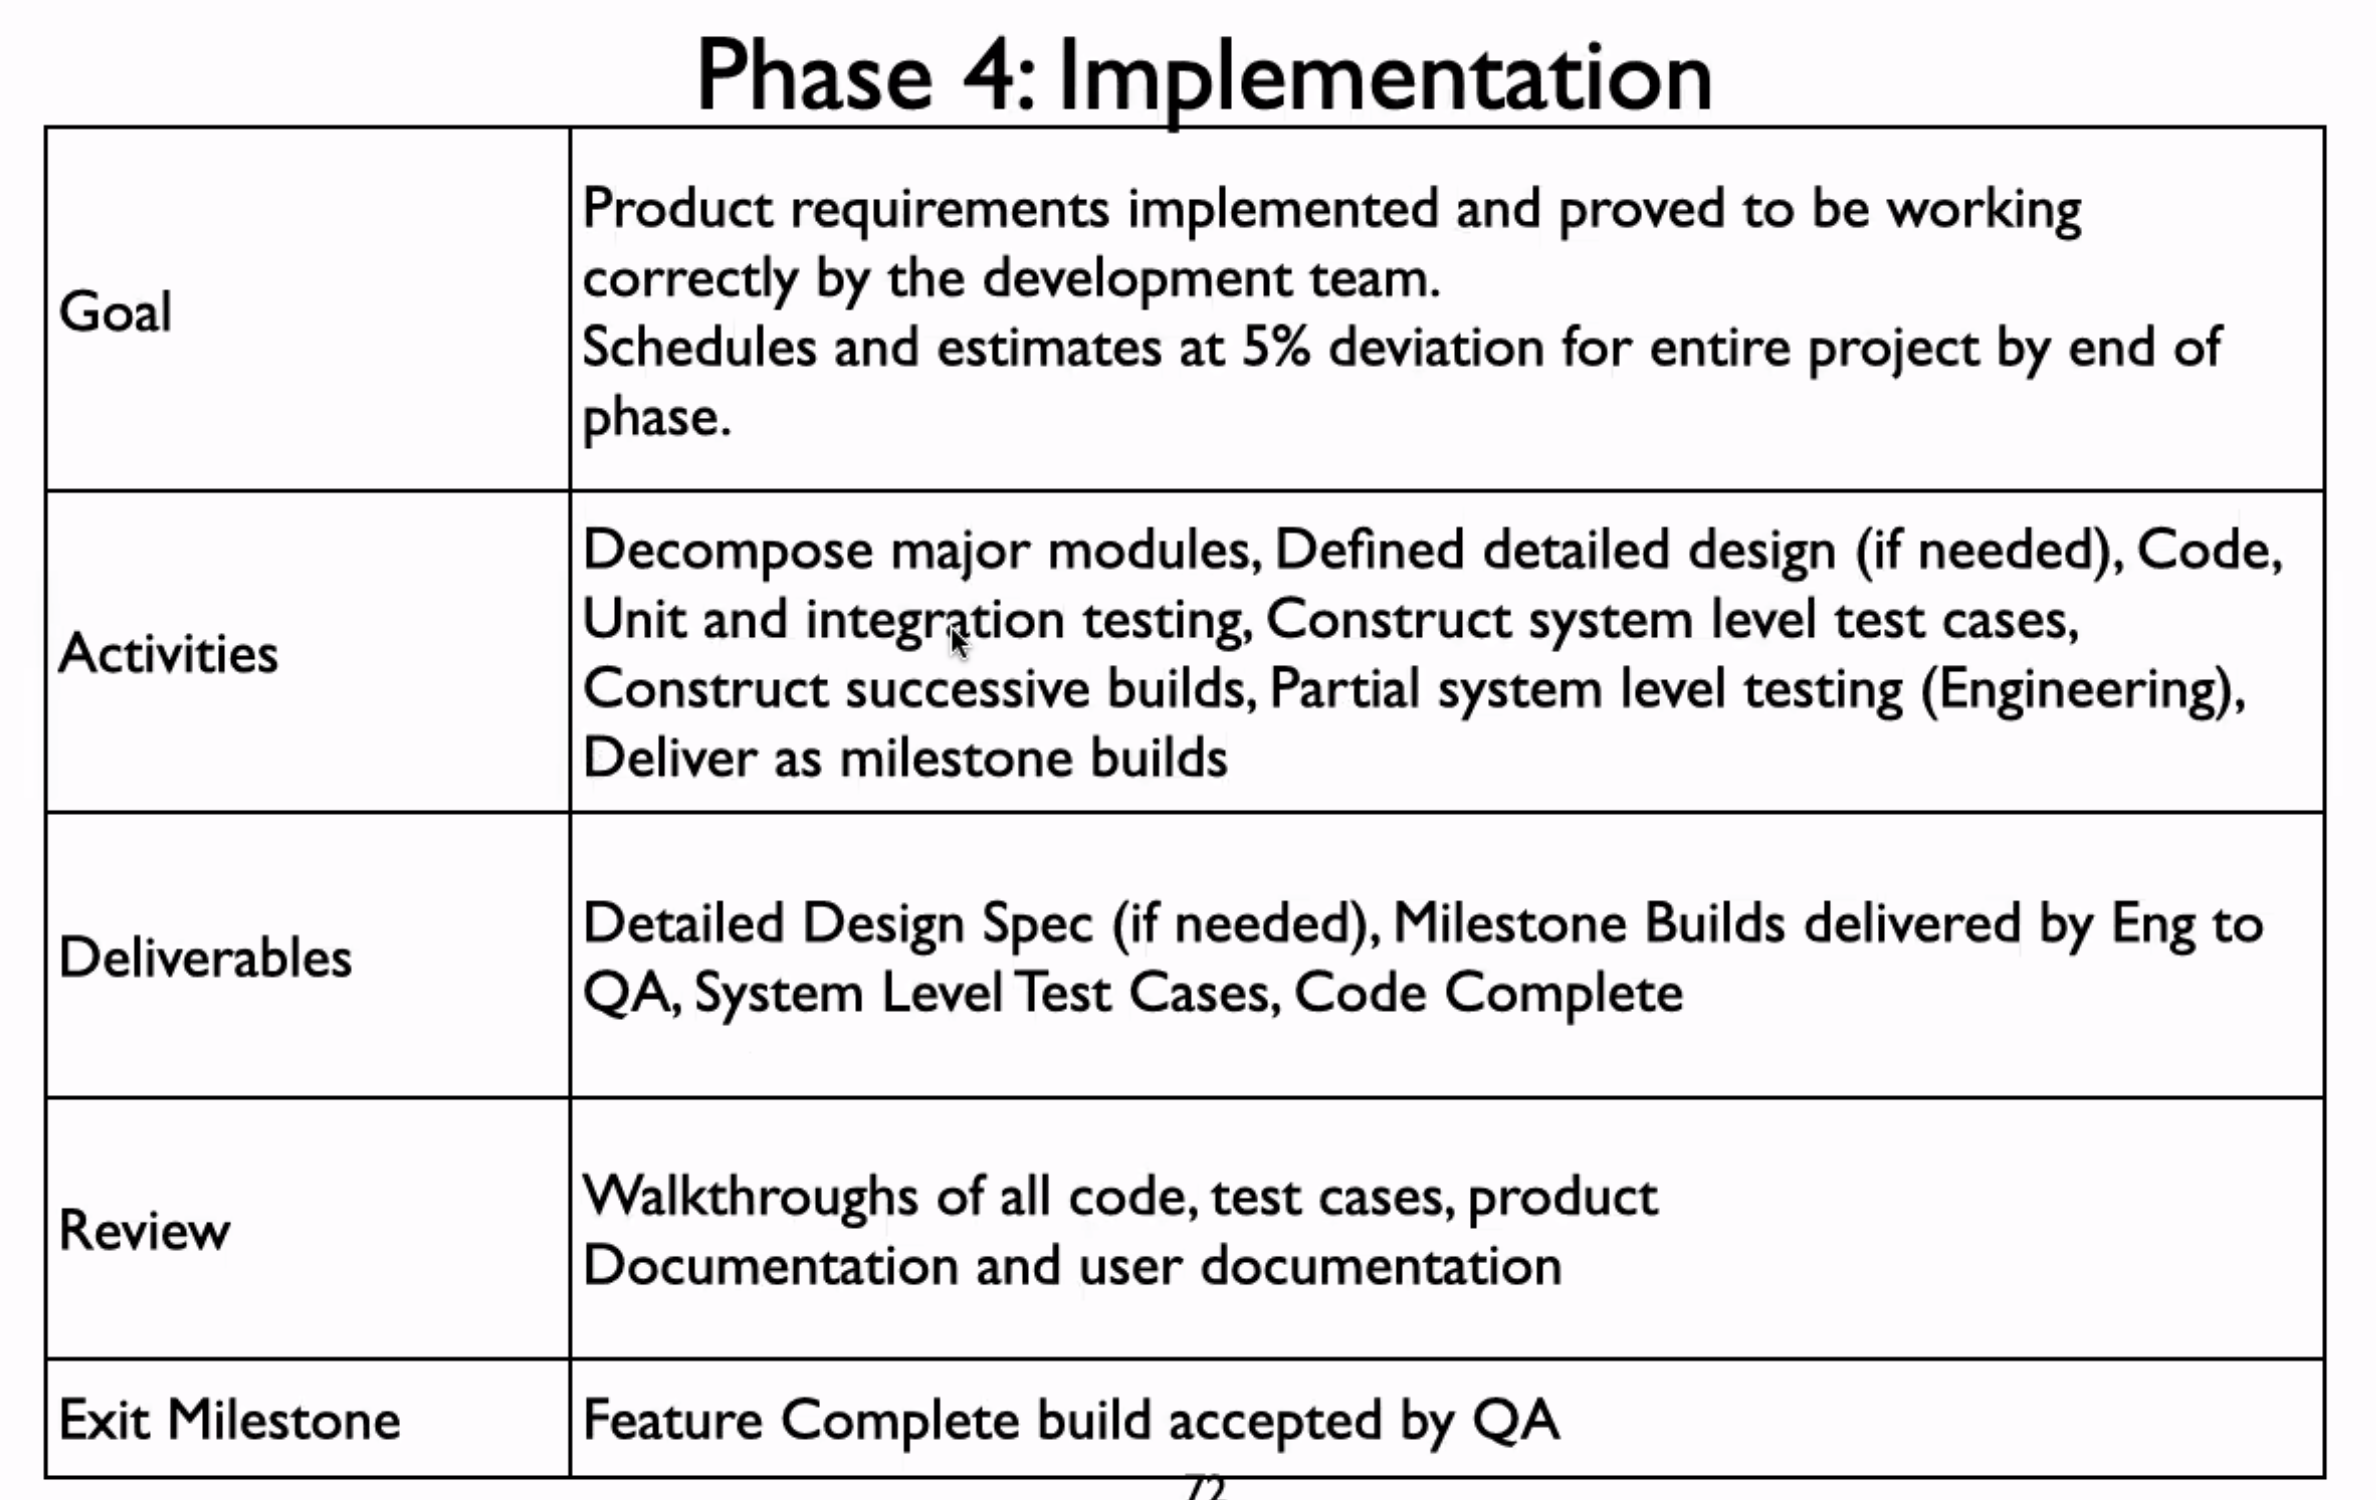 Phase 4: Implementation
Goal
Product requirements implemented and proved to be working
correctly by the development team.
Schedules and estimates at 5% deviation for entire project by end of
phase.
Activities
Decompose major modules, Defined detailed design (if needed), Code,
Unit and integration testing, Construct system level test cases,
Construct successive builds, Partial system level testing (Engineering),
Deliver as milestone builds
Deliverables
Detailed Design Spec (if needed), Milestone Builds delivered by Eng to
QA, System Level Test Cases, Code Complete
Review
Walkthroughs of all code, test cases, product
Documentation and user documentation
Exit Milestone
Feature Complete build accepted by QA
72